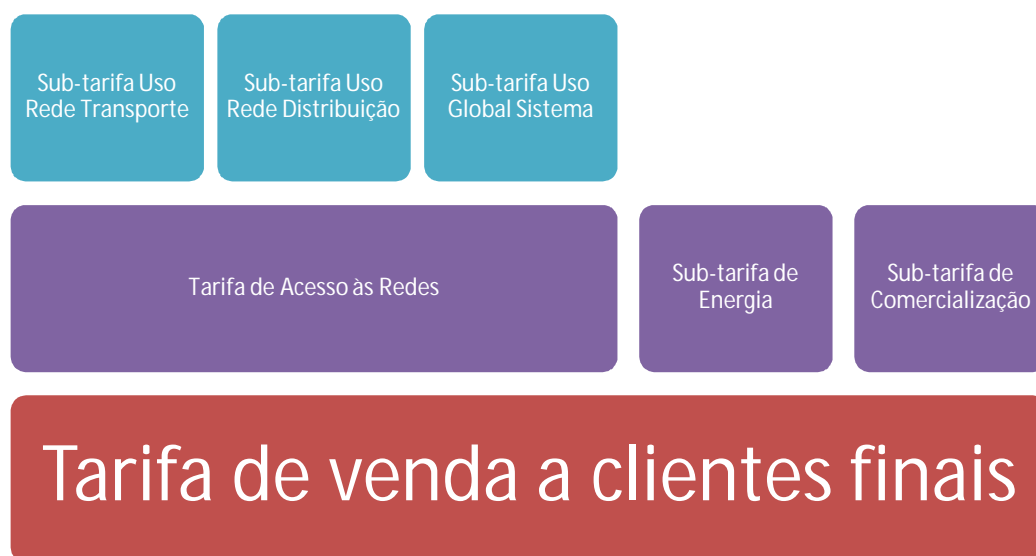 Sub-tarifa Uso
Rede Transporte
Sub-tarifa Uso
Rede Distribuição
Sub-tarifa Uso
Global Sistema
Tarifa de Acesso às Redes
Sub-tarifa de
Energia
Sub-tarifa de
Comercialização
Tarifa de venda a clientes finais